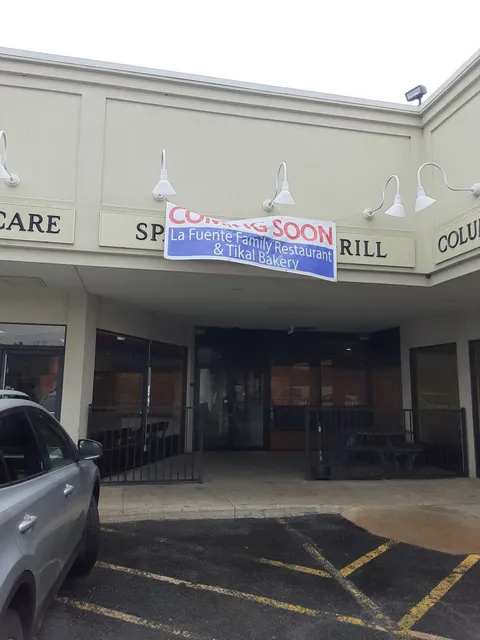 COMING SOON
La Fuente Family Restaurant
& Tikal Bakery
CARE
SP
RILL
COLU